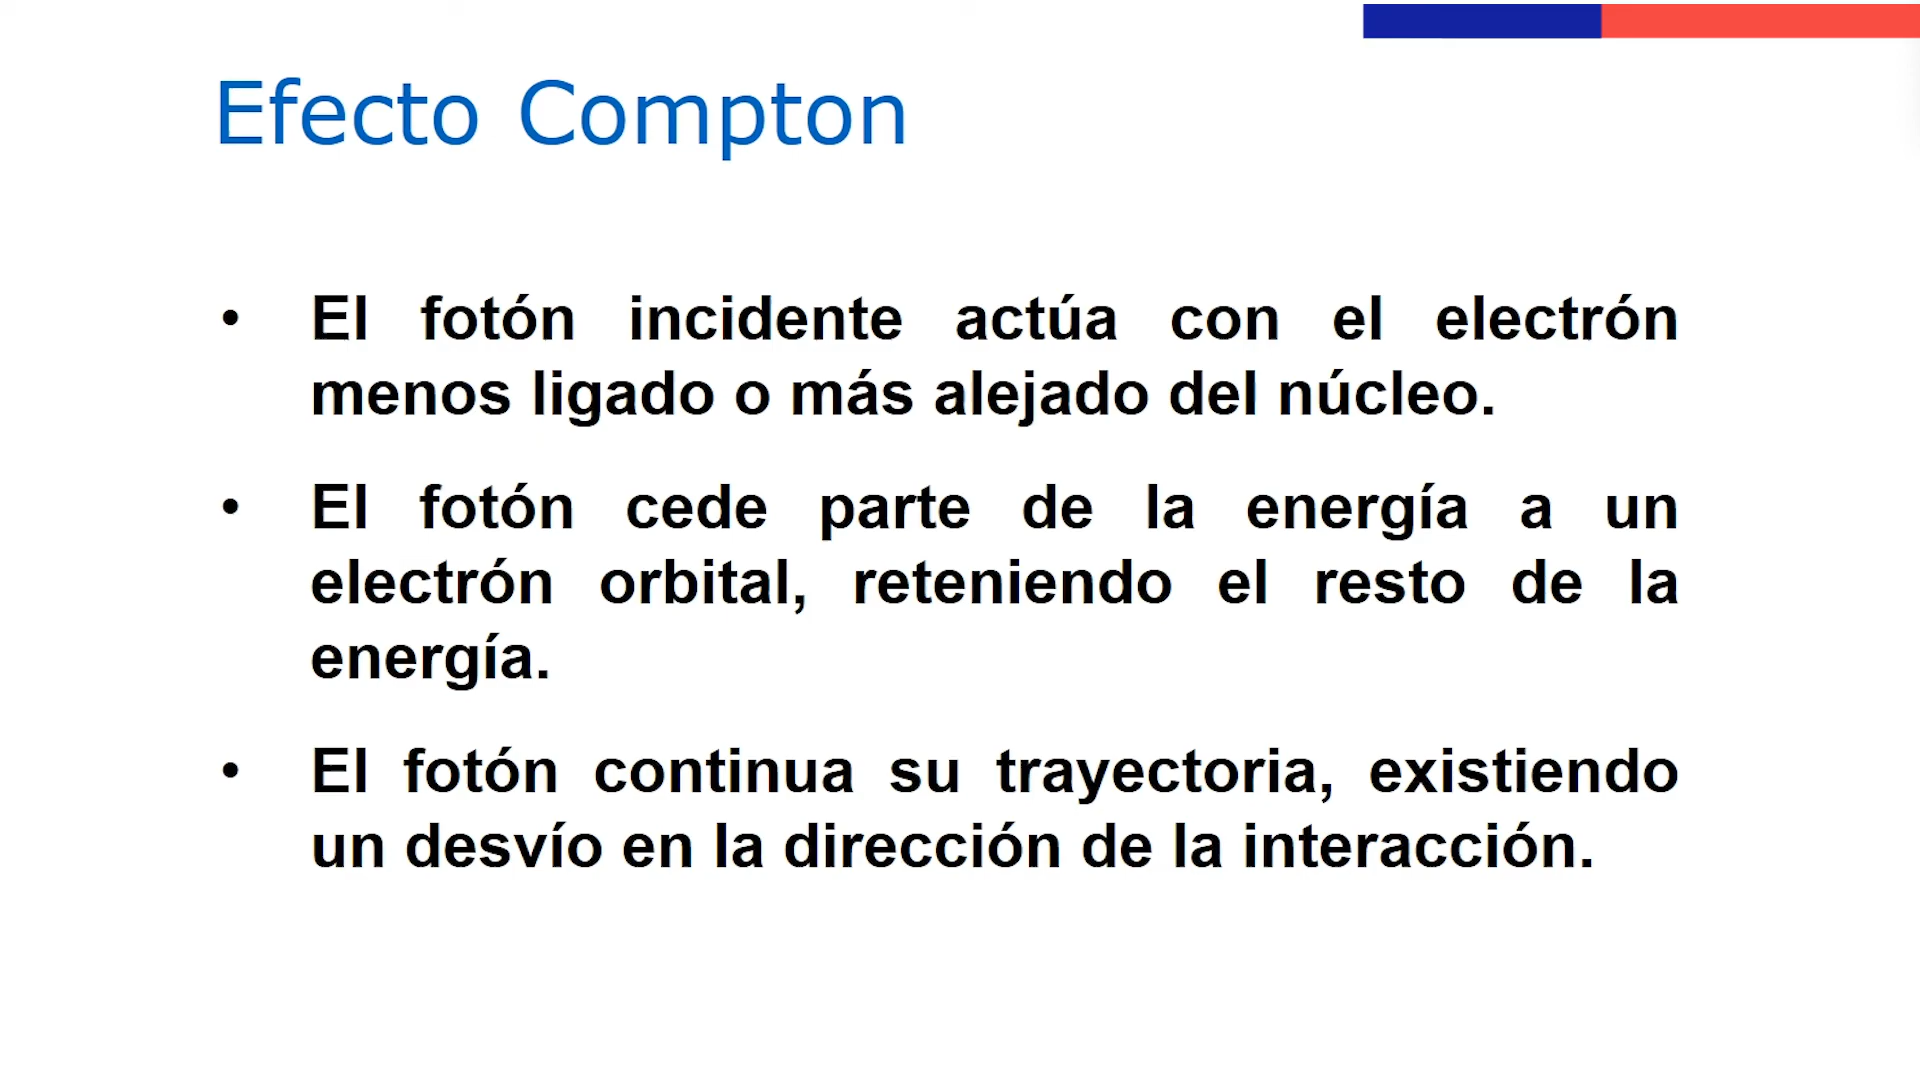 Efecto Compton
• El fotón incidente actúa con el electrón
menos ligado o más alejado del núcleo.
• El fotón cede parte de la energía a un
electrón orbital, reteniendo el resto de la
energía.
• El fotón continua su trayectoria, existiendo
un desvío en la dirección de la interacción.